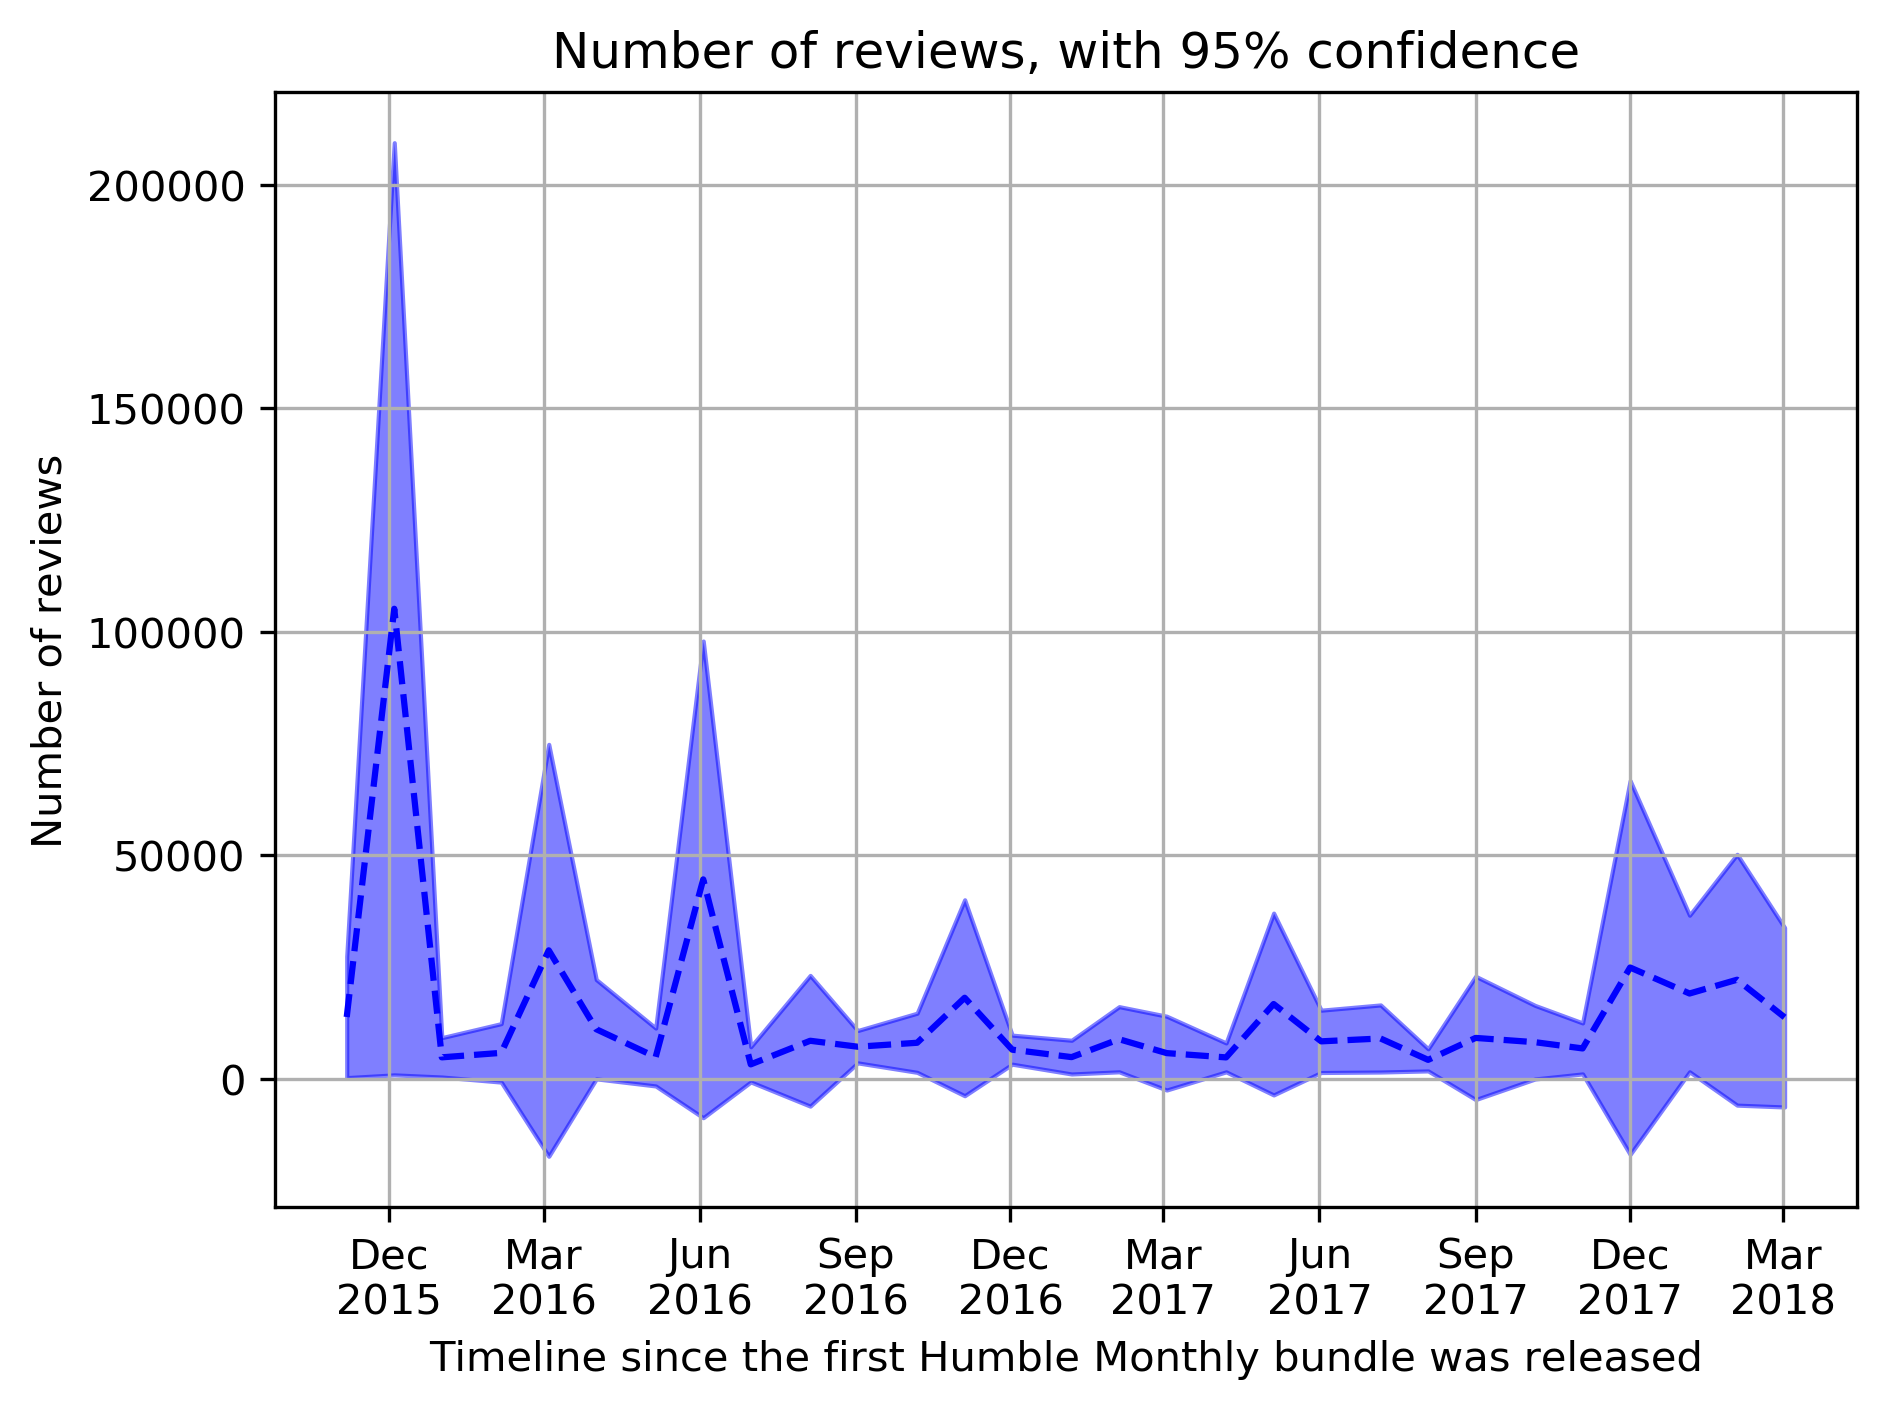 Number of reviews, with 95% confidence
Number of reviews
200000
150000
100000
50000
0
Dec Mar Jun Sep Dec Mar Jun Sep Dec Mar
2015 2016 2016 2016 2016 2017 2017 2017 2017 2018
Timeline since the first Humble Monthly bundle was released